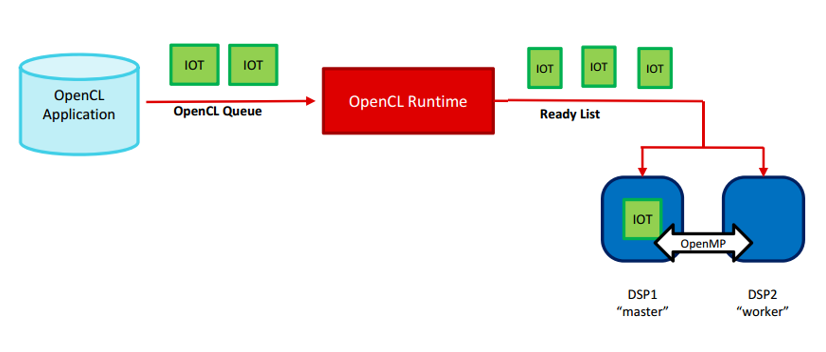 OpenCL
Application
IOT
IOT
OpenCL Queue
OpenCL Runtime
IOT
IOT
IOT
Ready List
IOT
OpenMP
DSP1
“master”
DSP2
“worker”